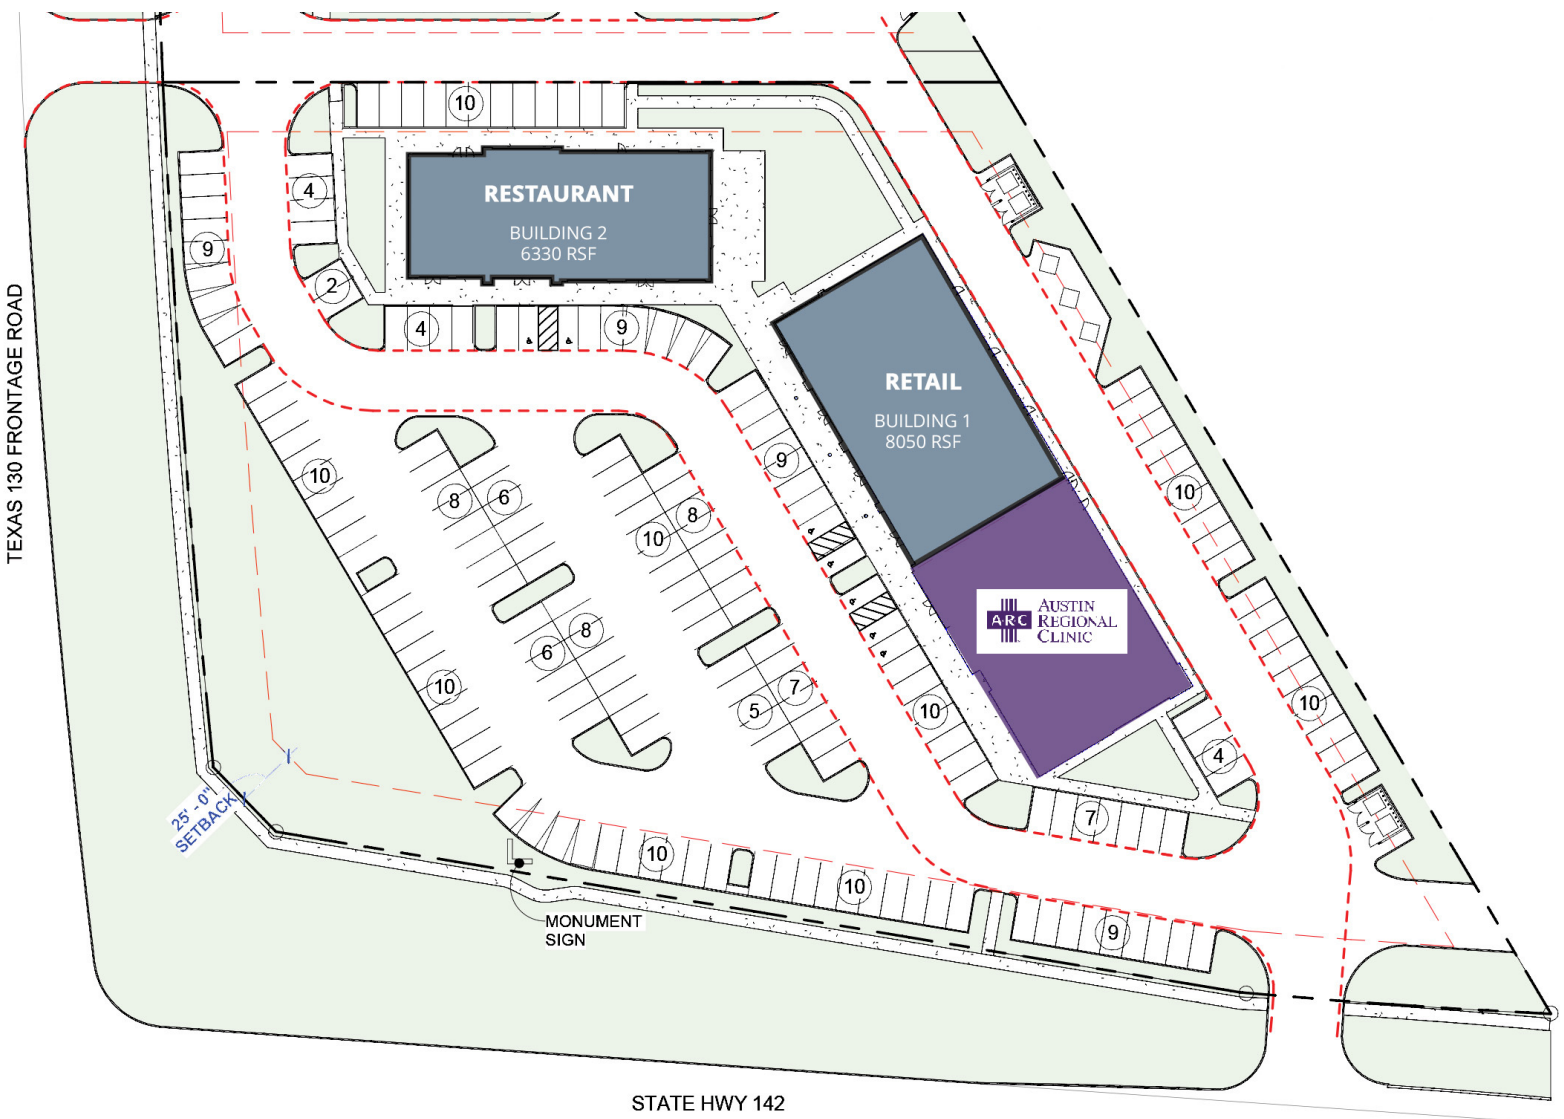 10
RESTAURANT
BUILDING 2
6330 RSF
4
9
2
4
9
TEXAS 130 FRONTAGE ROAD
RETAIL
BUILDING 1
8050 RSF
9
10
8
6
10
8
10
ARC
AUSTIN
REGIONAL
CLINIC
6
8
10
5
7
10
10
4
25' - 0"
SETBACK
7
10
10
9
MONUMENT
SIGN
STATE HWY 142